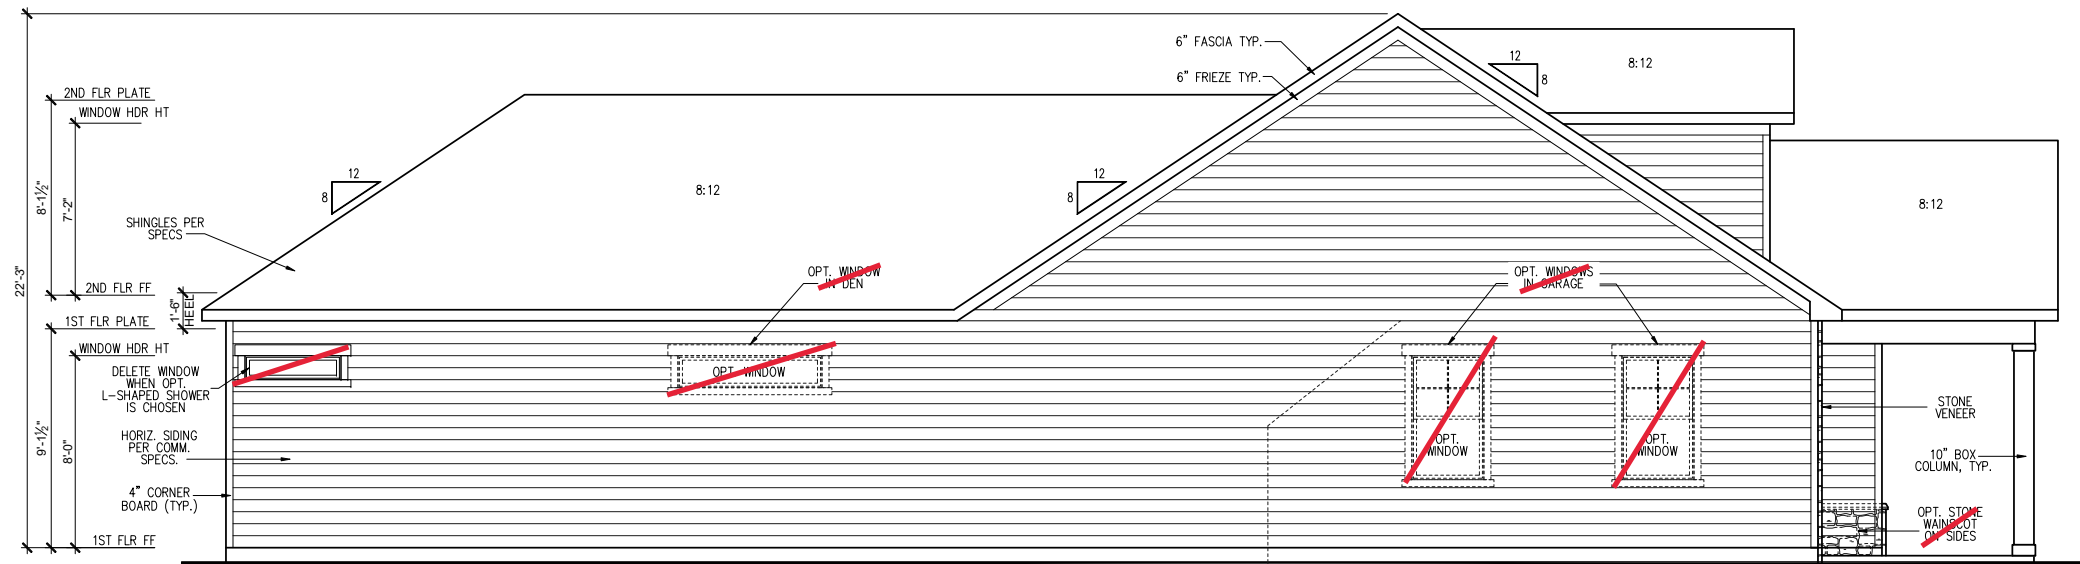 6" FASCIA TYP.
6" FRIEZE TYP.
12
8
8:12
2ND FLR PLATE
WINDOW HDR HT
8'-1½"
7'-2"
22'-3"
12
8
8:12
12
8
8:12
SHINGLES PER
SPECS
2ND FLR FF
1'-6"
HEEL
OPT. WINDOW
IN DEN
OPT. WINDOWS
IN GARAGE
1ST FLR PLATE
WINDOW HDR HT
9'-1½"
8'-0"
DELETE WINDOW
WHEN OPT.
L-SHAPED SHOWER
IS CHOSEN
OPT. WINDOW
HORIZ. SIDING
PER COMM.
SPECS.
OPT.
WINDOW
OPT.
WINDOW
STONE
VENEER
10" BOX
COLUMN, TYP.
4" CORNER
BOARD (TYP.)
OPT. STONE
WAINSCOT
ON SIDES
1ST FLR FF